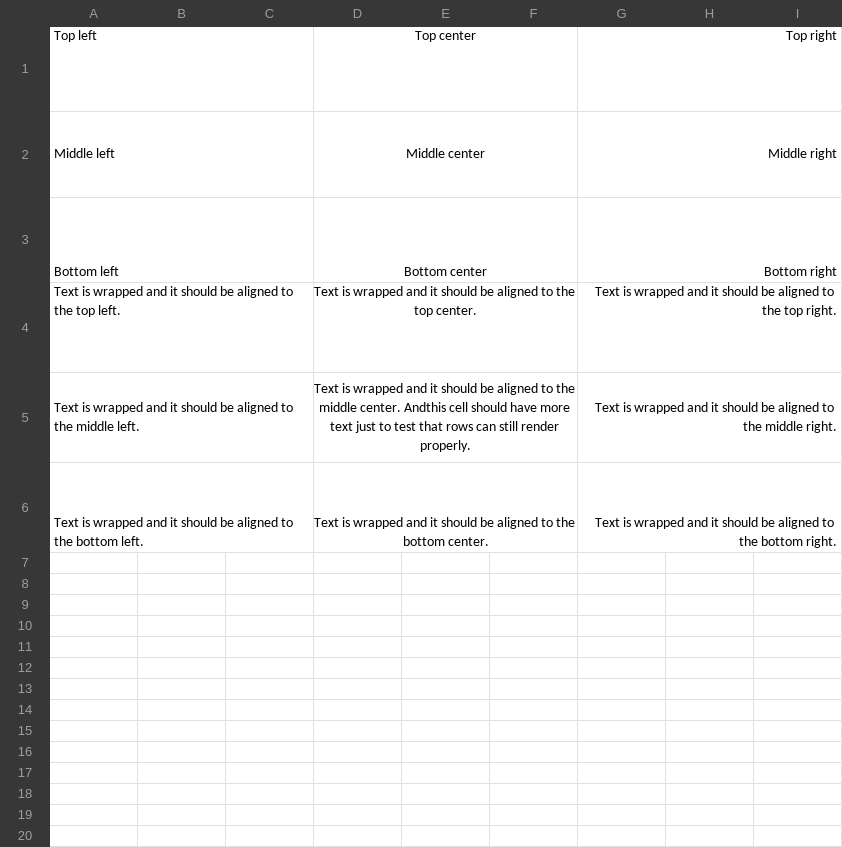 A B C D E F G H I
1 Top left Top center Top right
2 Middle left Middle center Middle right
3 Bottom left Bottom center Bottom right
4 Text is wrapped and it should be aligned to
the top left.
Text is wrapped and it should be aligned to the
top center.
Text is wrapped and it should be aligned to
the top right.
5 Text is wrapped and it should be aligned to
the middle left.
Text is wrapped and it should be aligned to the
middle center. Andthis cell should have more
text just to test that rows can still render
properly.
Text is wrapped and it should be aligned to
the middle right.
6 Text is wrapped and it should be aligned to
the bottom left.
Text is wrapped and it should be aligned to the
bottom center.
Text is wrapped and it should be aligned to
the bottom right.
7
8
9
10
11
12
13
14
15
16
17
18
19
20